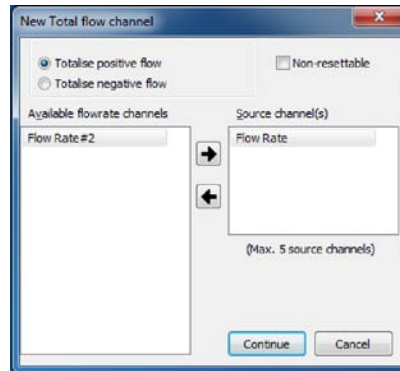 New Total flow channel
Totalise positive flow
Non-resettable
Totalise negative flow
Available flowrate channels
Source channel(s)
Flow Rate#2
Flow Rate
(Max. 5 source channels)
Continue
Cancel